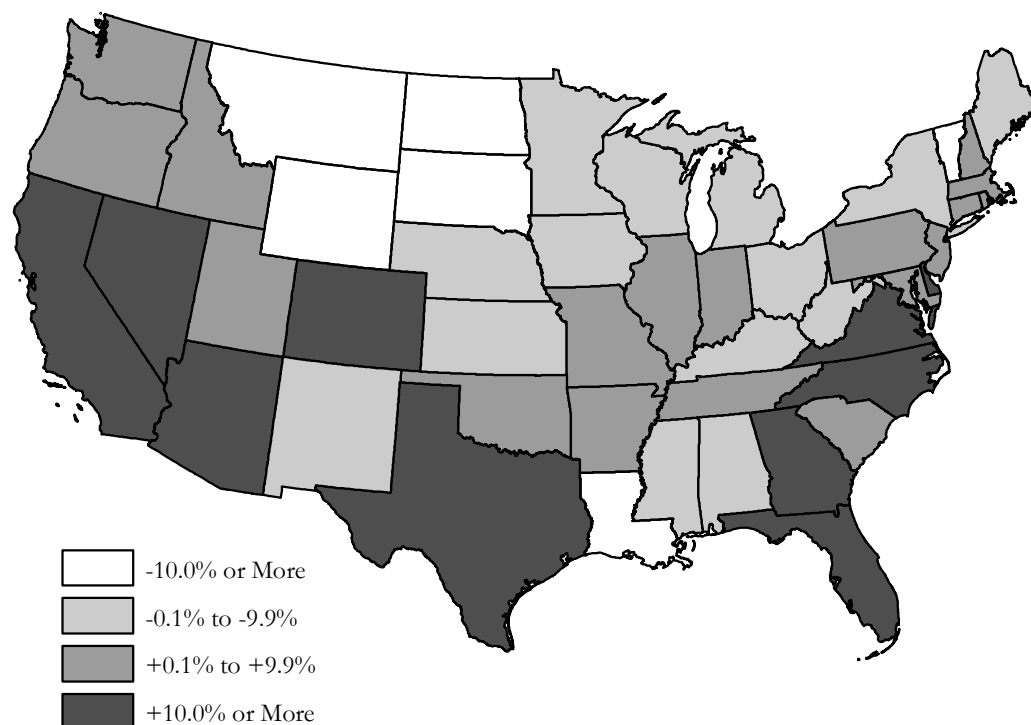 -10.0% or More
-0.1% to -9.9%
+0.1% to +9.9%
+10.0% or More